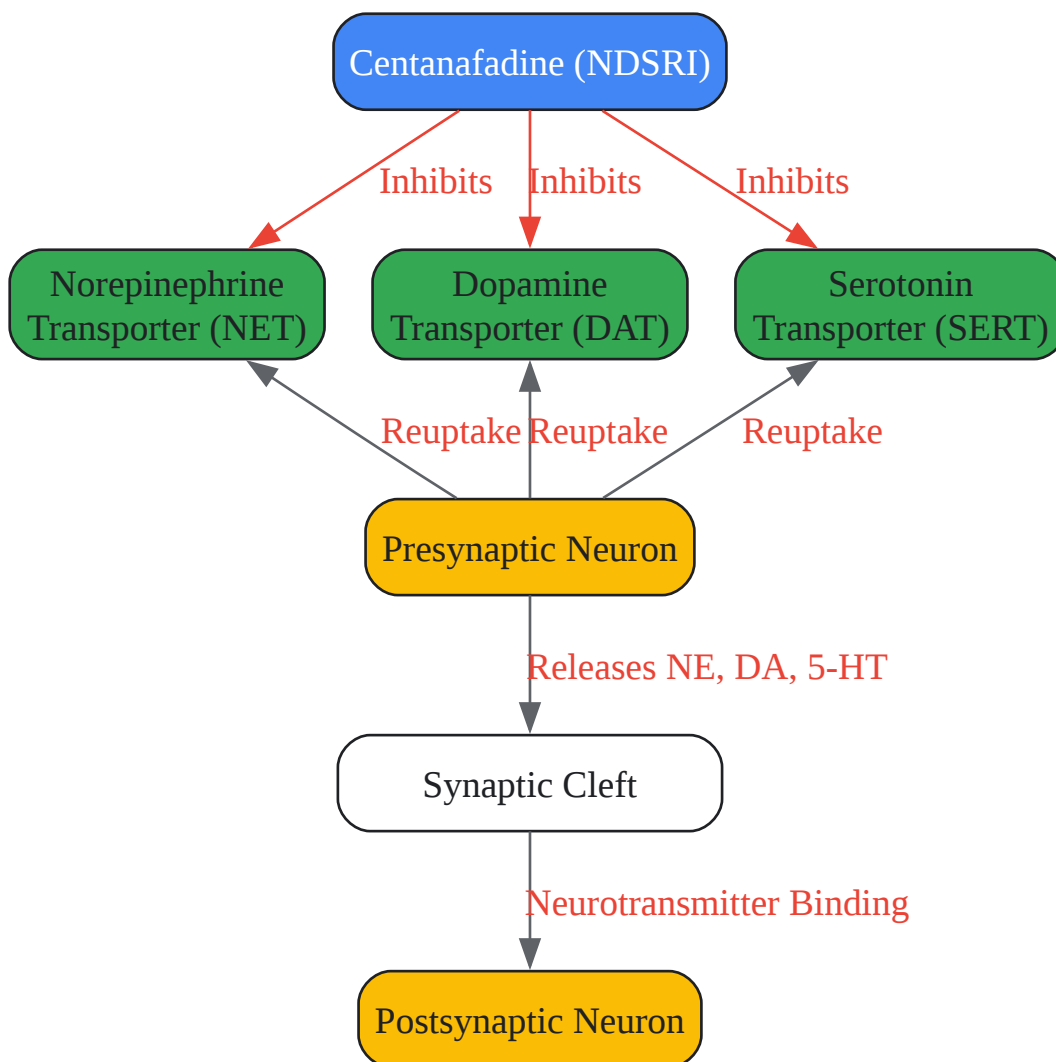 Centanafadine (NDSRI)
Inhibits
Inhibits
Inhibits
Norepinephrine
Transporter (NET)
Dopamine
Transporter (DAT)
Serotonin
Transporter (SERT)
Reuptake
Reuptake
Reuptake
Presynaptic Neuron
Releases NE, DA, 5-HT
Synaptic Cleft
Neurotransmitter Binding
Postsynaptic Neuron